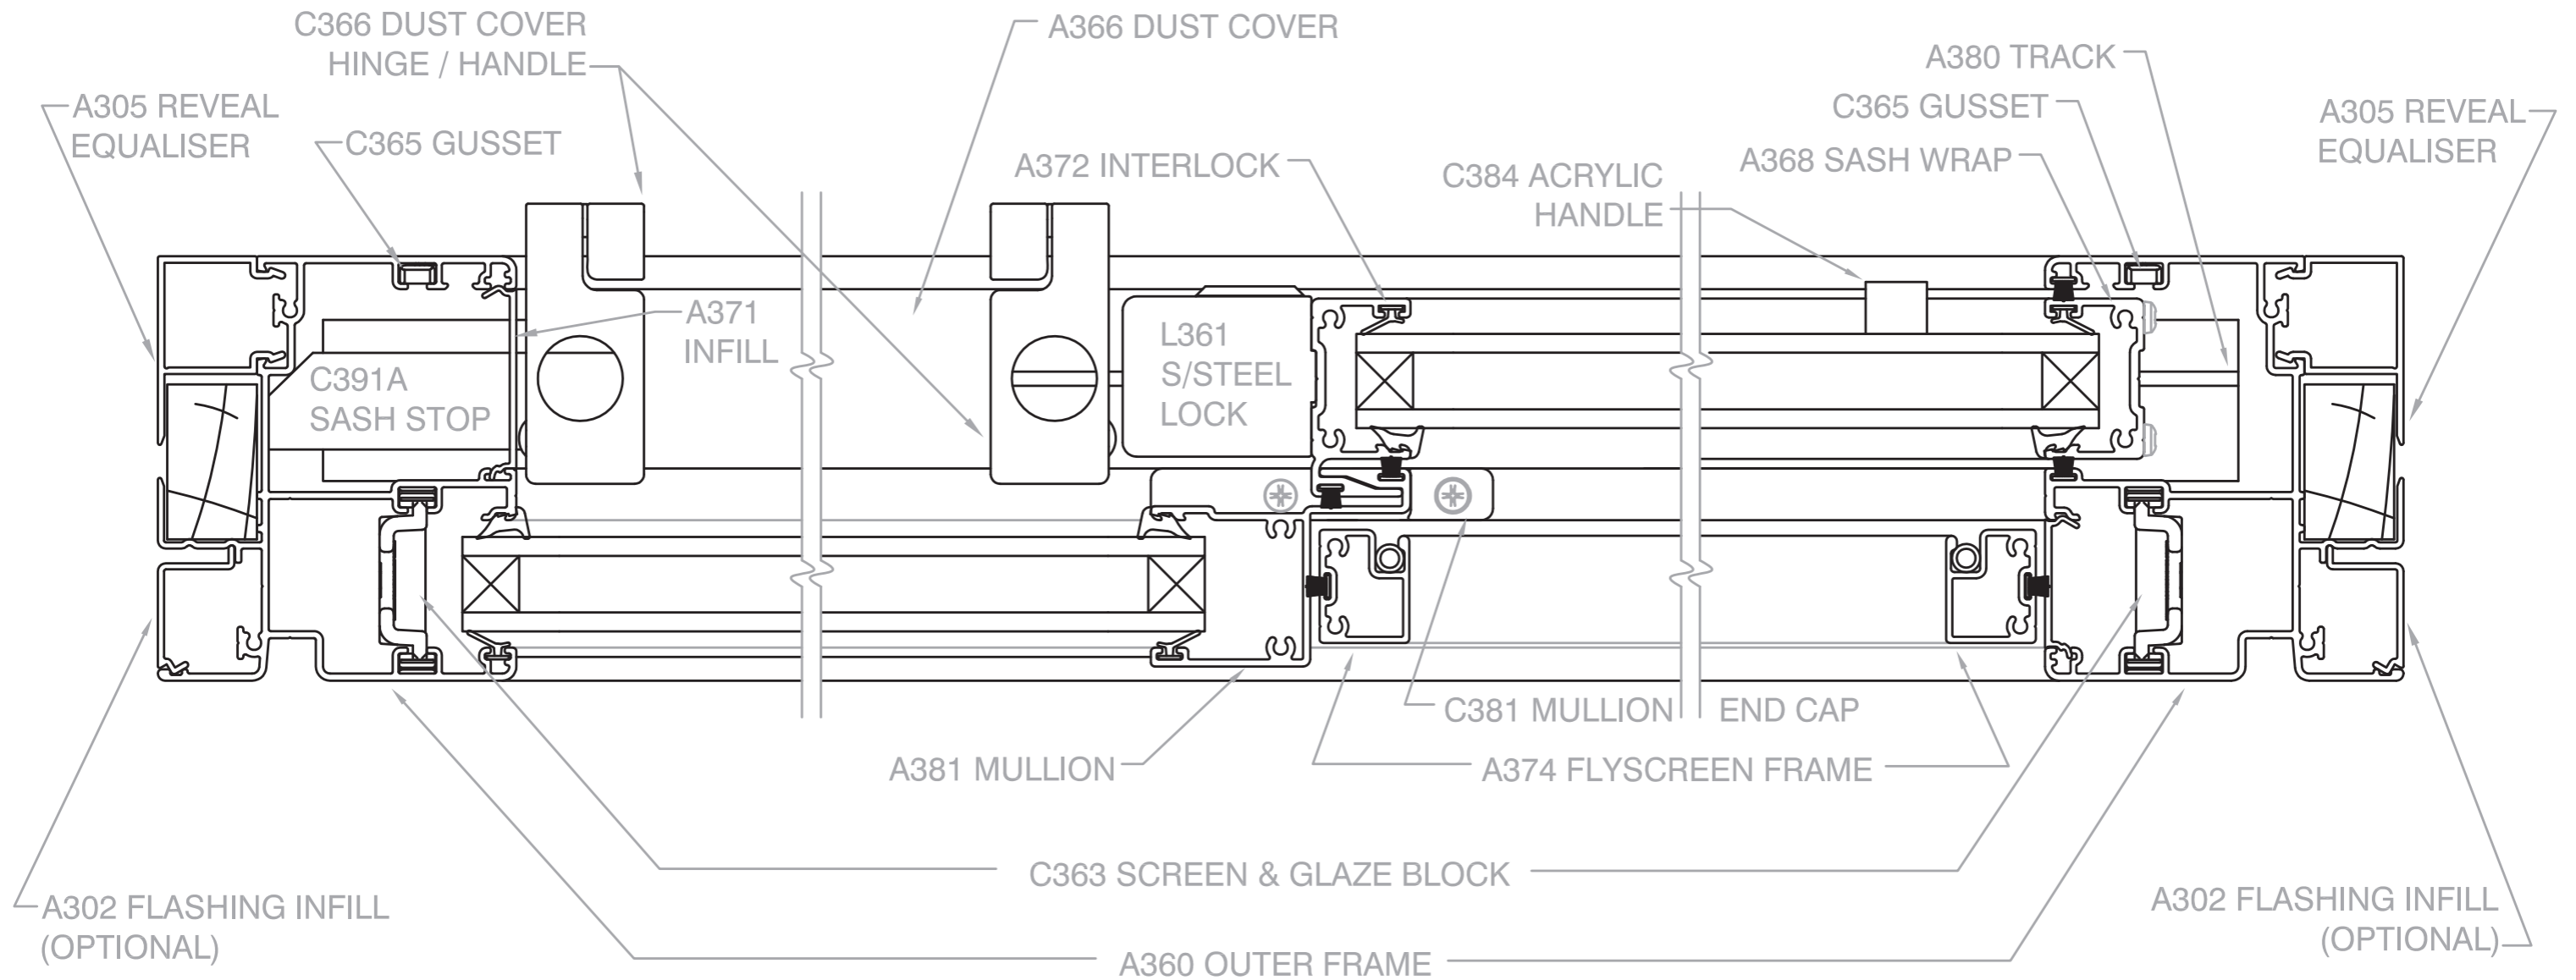 C366 DUST COVER
HINGE / HANDLE
A366 DUST COVER
A380 TRACK
A305 REVEAL
EQUALISER
C365 GUSSET
C365 GUSSET
A305 REVEAL
EQUALISER
A372 INTERLOCK
A368 SASH WRAP
C384 ACRYLIC
HANDLE
A371
INFILL
L361
S/STEEL
LOCK
C391A
SASH STOP
C381 MULLION END CAP
A381 MULLION
A374 FLYSCREEN FRAME
C363 SCREEN & GLAZE BLOCK
A302 FLASHING INFILL
(OPTIONAL)
A302 FLASHING INFILL
(OPTIONAL)
A360 OUTER FRAME